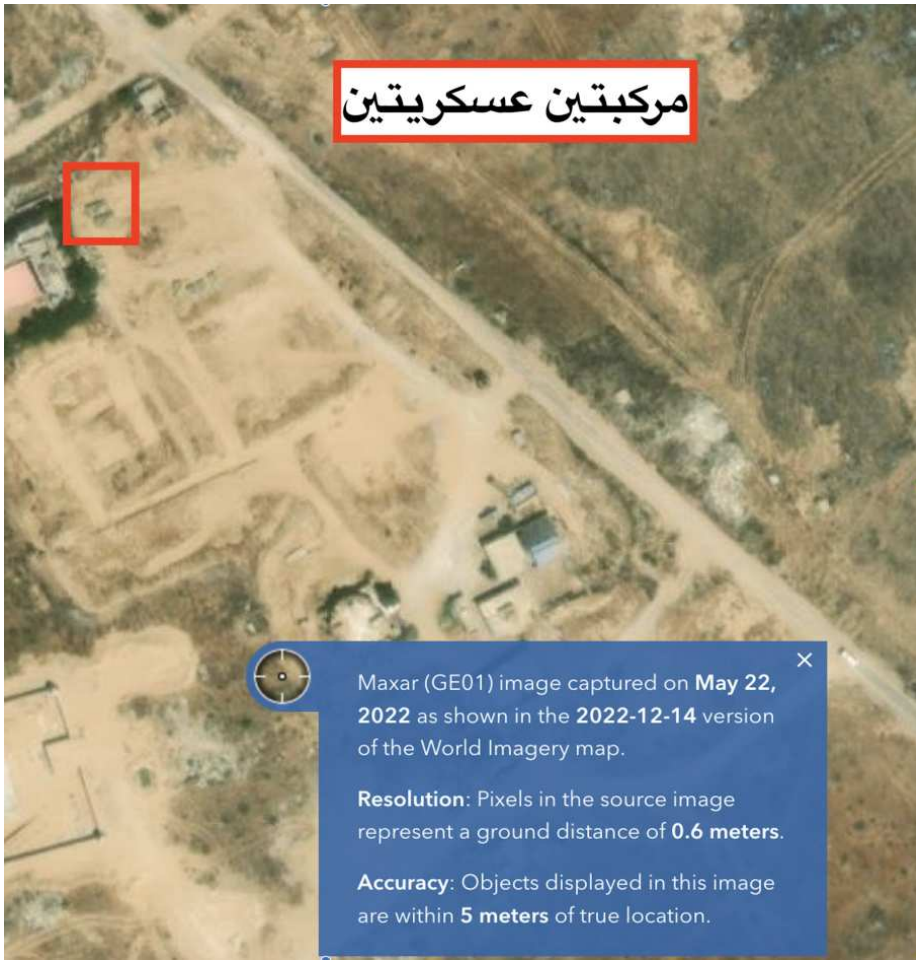 مركبتين عسكريتين
Maxar (GE01) image captured on May 22,
2022 as shown in the 2022-12-14 version
of the World Imagery map.
Resolution: Pixels in the source image
represent a ground distance of 0.6 meters.
Accuracy: Objects displayed in this image
are within 5 meters of true location.